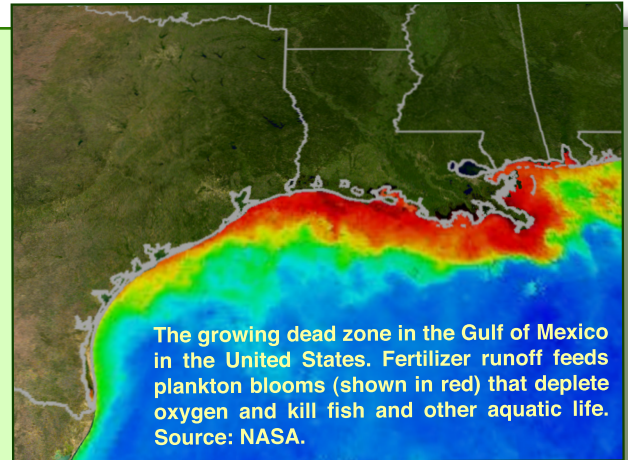 The growing dead zone in the Gulf of Mexico
in the United States. Fertilizer runoff feeds
plankton blooms (shown in red) that deplete
oxygen and kill fish and other aquatic life.
Source: NASA.